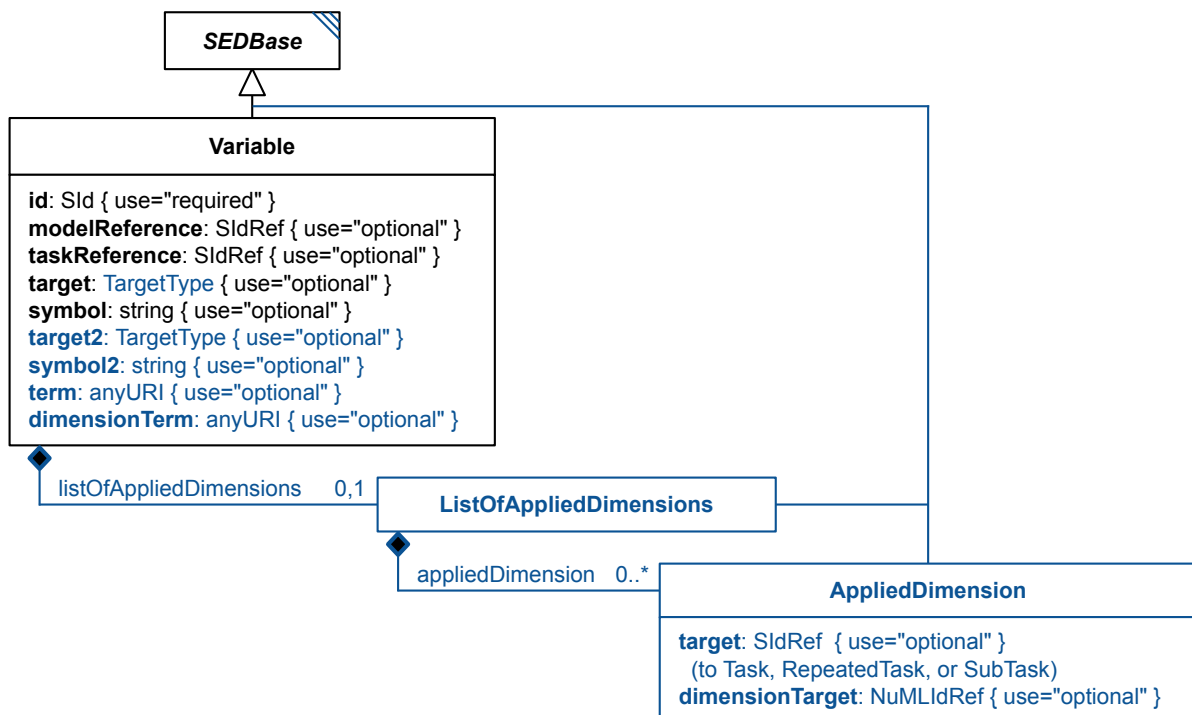 SEDBase
Variable
id: SId { use="required" }
modelReference: SIdRef { use="optional" }
taskReference: SIdRef { use="optional" }
target: TargetType { use="optional" }
symbol: string { use="optional" }
target2: TargetType { use="optional" }
symbol2: string { use="optional" }
term: anyURI { use="optional" }
dimensionTerm: anyURI { use="optional" }
listOfAppliedDimensions 0,1
ListOfAppliedDimensions
appliedDimension 0..*
AppliedDimension
target: SIdRef { use="optional" }
(to Task, RepeatedTask, or SubTask)
dimensionTarget: NuMLIdRef { use="optional" }